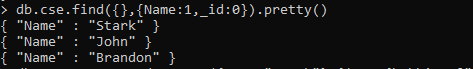 > db.cse.find({},{Name:1,_id:0}).pretty()
{ "Name" : "Stark" }
{ "Name" : "John" }
{ "Name" : "Brandon" }